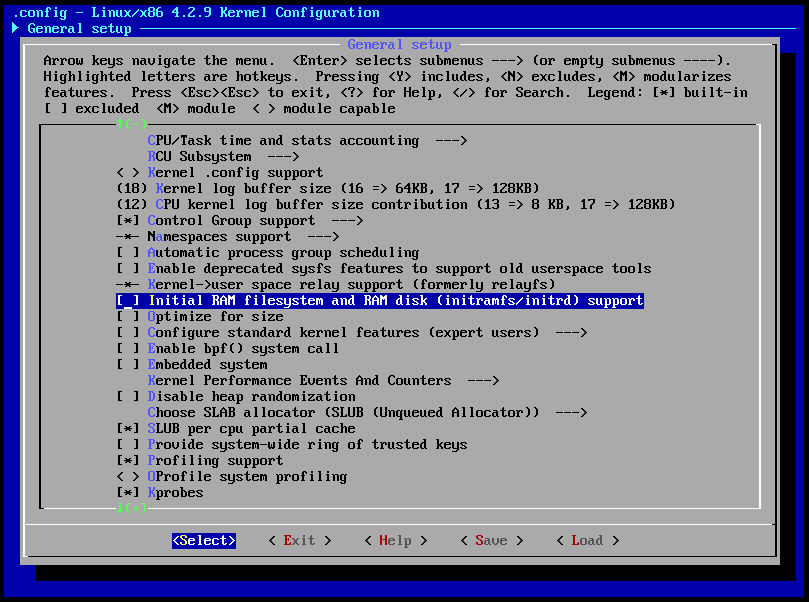 .config - Linux/x86 4.2.9 Kernel Configuration
► General setup
General setup
Arrow keys navigate the menu. <Enter> selects submenus ---> (or empty submenus ----).
Highlighted letters are hotkeys. Pressing <Y> includes, <N> excludes, <M> modularizes
features. Press <Esc><Esc> to exit, <?> for Help, </> for Search. Legend: [*] built-in
[ ] excluded <M> module < > module capable
↑(-)
CPU/Task time and stats accounting --->
RCU Subsystem --->
< > Kernel .config support
(18) Kernel log buffer size (16 => 64KB, 17 => 128KB)
(12) CPU kernel log buffer size contribution (13 => 8 KB, 17 => 128KB)
[*] Control Group support --->
-*- Namespaces support --->
[ ] Automatic process group scheduling
[ ] Enable deprecated sysfs features to support old userspace tools
-*- Kernel->user space relay support (formerly relayfs)
[ ] Initial RAM filesystem and RAM disk (initramfs/initrd) support
[ ] Optimize for size
[ ] Configure standard kernel features (expert users) --->
[ ] Enable bpf() system call
[ ] Embedded system
Kernel Performance Events And Counters --->
[ ] Disable heap randomization
Choose SLAB allocator (SLUB (Unqueued Allocator)) --->
[*] SLUB per cpu partial cache
[ ] Provide system-wide ring of trusted keys
[*] Profiling support
< > OProfile system profiling
[*] Kprobes
↓(+)
<Select> < Exit > < Help > < Save > < Load >